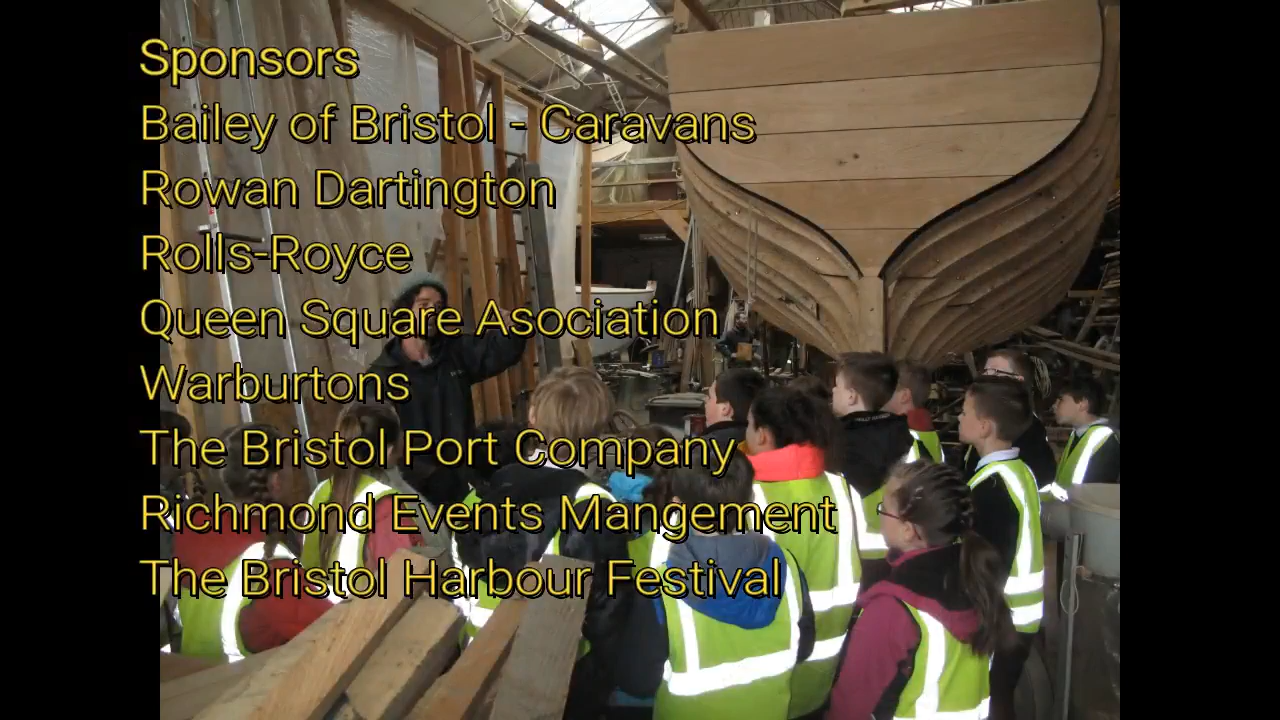 Sponsors
Bailey of Bristol - Caravans
Rowan Dartington
Rolls-Royce
Queen Square Asociation
Warburtons
The Bristol Port Company
Richmond Events Mangement
The Bristol Harbour Festival